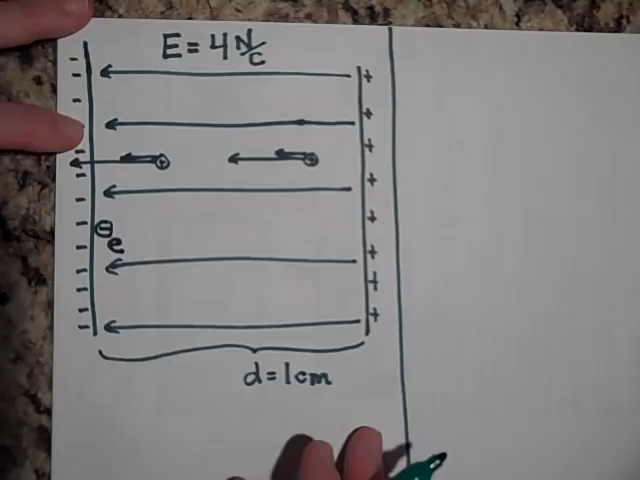 E = 4 N/C
e
d = 1cm